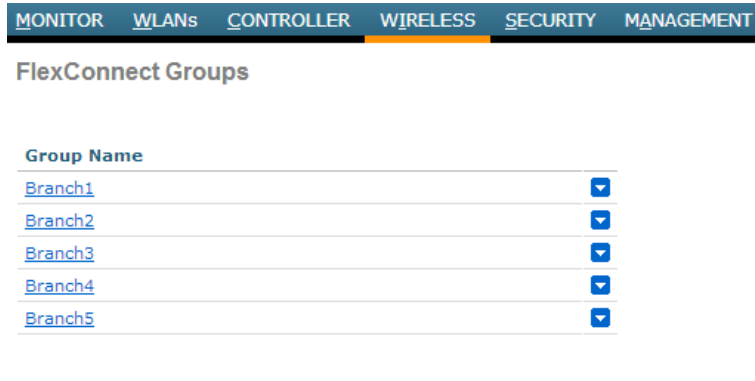 MONITOR WLANs CONTROLLER WIRELESS SECURITY MANAGEMENT
FlexConnect Groups
Group Name
Branch1
Branch2
Branch3
Branch4
Branch5